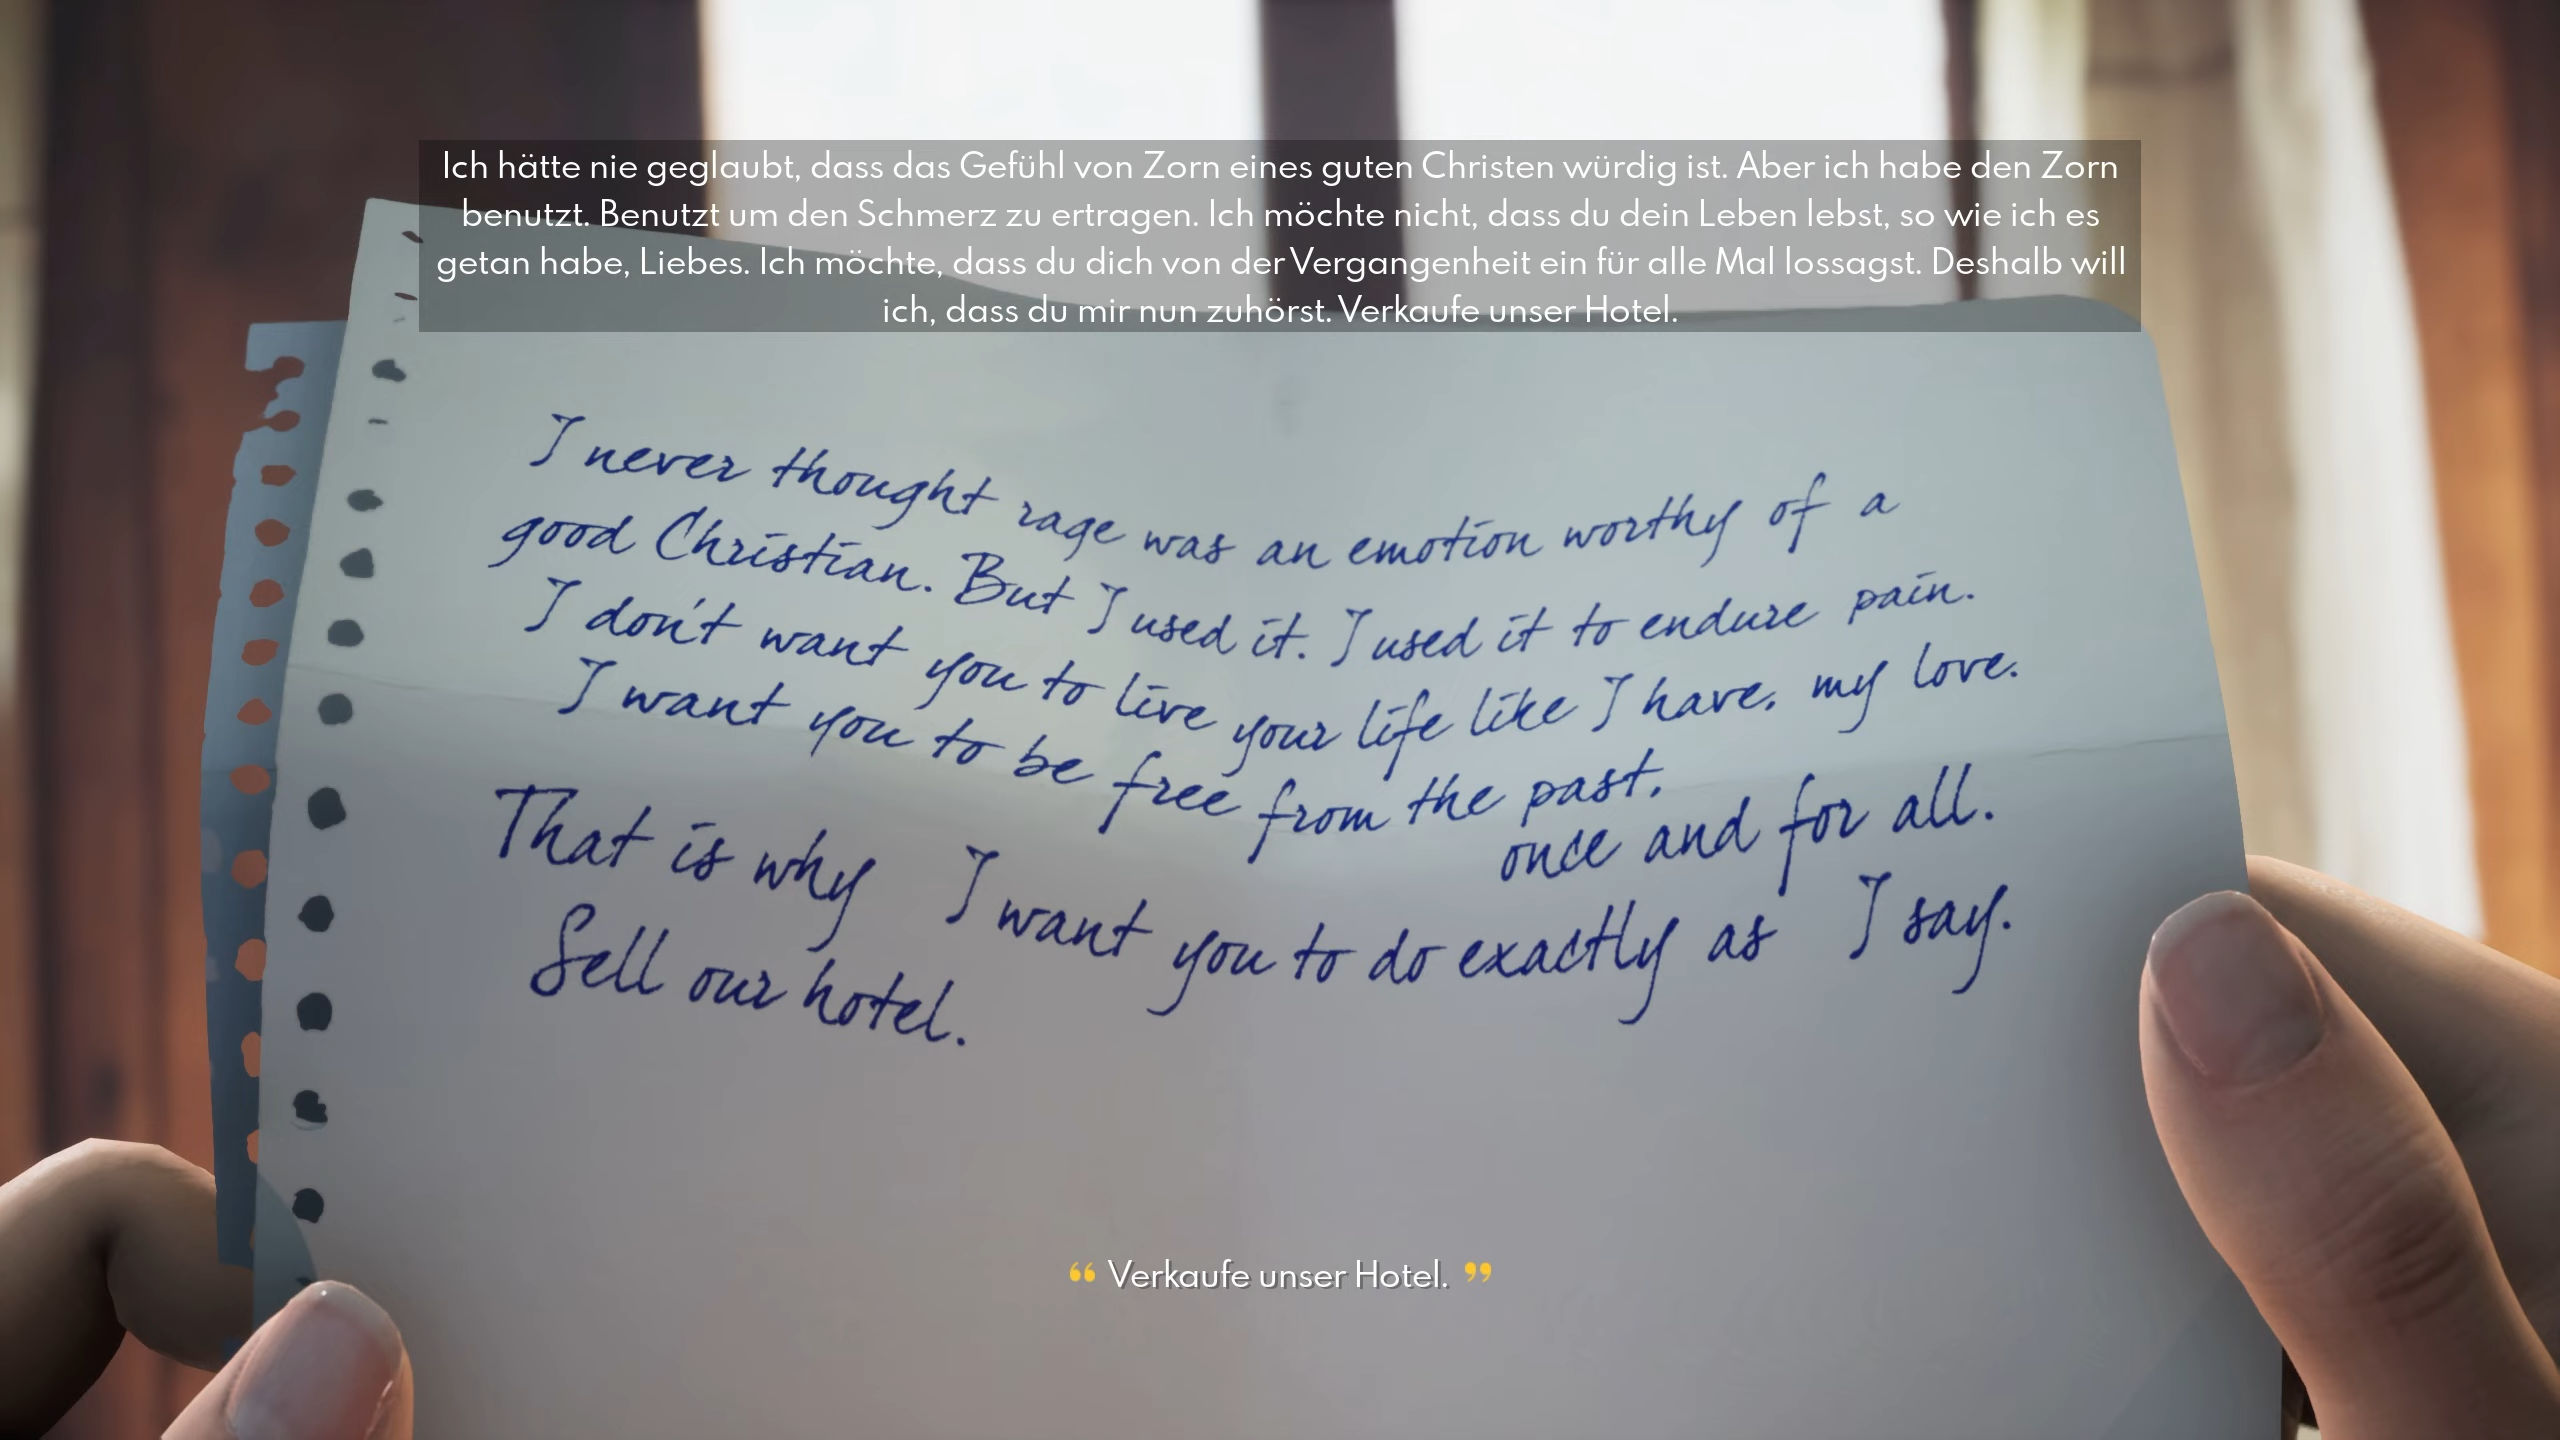 Ich hätte nie geglaubt, dass das Gefühl von Zorn eines guten Christen würdig ist. Aber ich habe den Zorn
benutzt. Benutzt um den Schmerz zu ertragen. Ich möchte nicht, dass du dein Leben lebst, so wie ich es
getan habe, Liebes. Ich möchte, dass du dich von der Vergangenheit ein für alle Mal lossagst. Deshalb will
ich, dass du mir nun zuhörst. Verkaufe unser Hotel.
I never thought rage was an emotion worthy of a
good Christian. But I used it. I used it to endure pain.
I don't want you to live your life like I have, my love.
I want you to be free from the past,
once and for all.
That is why I want you to do exactly as I say.
Sell our hotel.
“ Verkaufe unser Hotel. ”